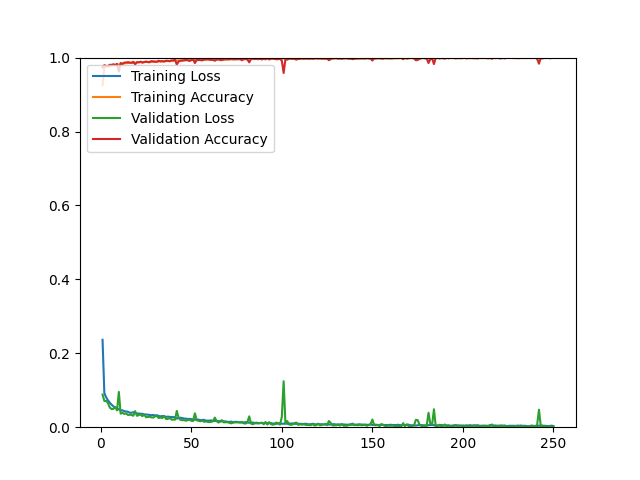 1.0
0.8
0.6
0.4
0.2
0.0
Training Loss
Training Accuracy
Validation Loss
Validation Accuracy
0 50 100 150 200 250